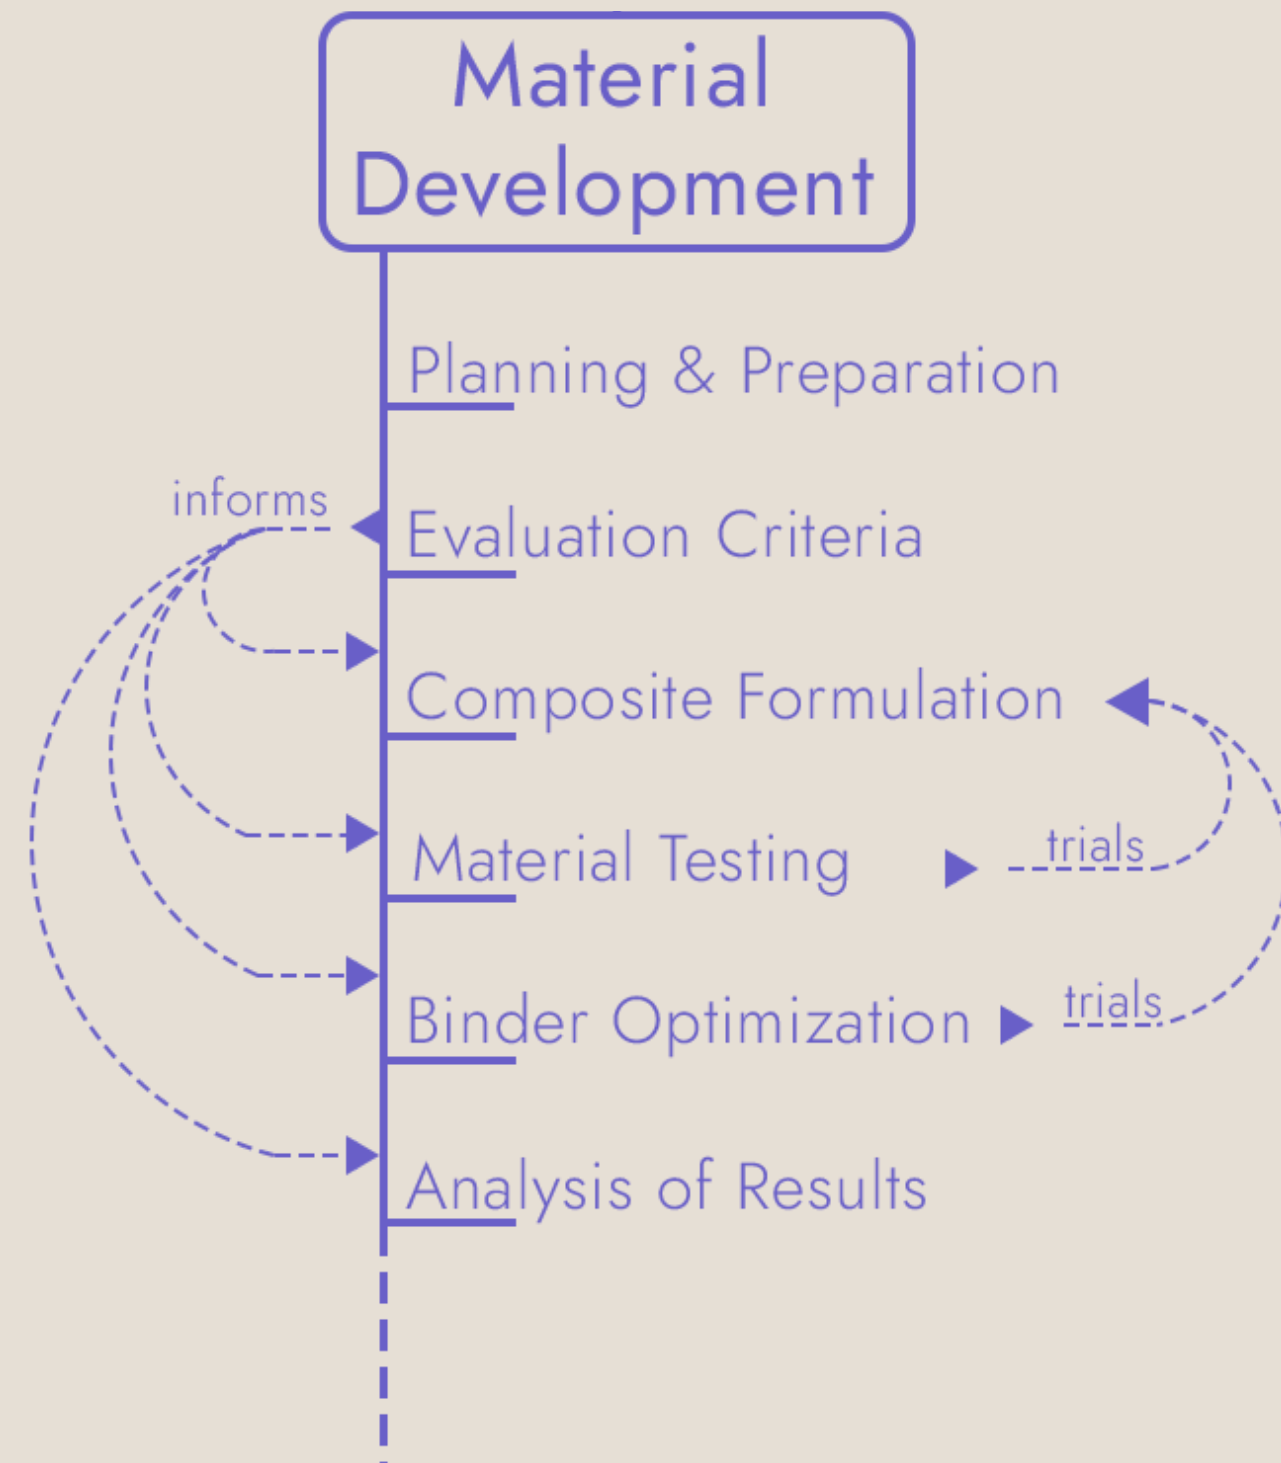 Material
Development
Planning & Preparation
informs
Evaluation Criteria
Composite Formulation
Material Testing
trials
Binder Optimization
trials
Analysis of Results